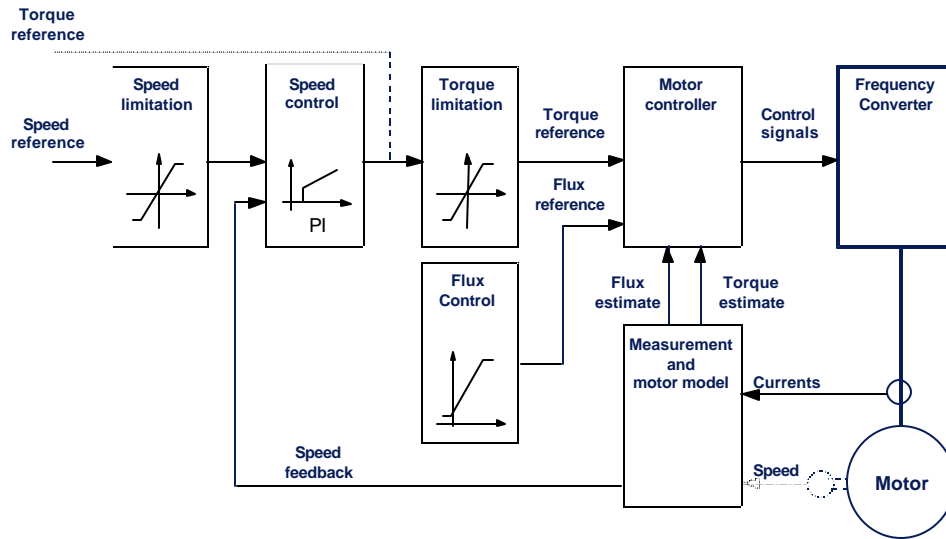 Torque
reference
Speed
reference
Speed
limitation
Speed
control
PI
Torque
limitation
Torque
reference
Flux
reference
Motor
controller
Control
signals
Frequency
Converter
Flux
Control
Flux
estimate
Torque
estimate
Measurement
and
motor model
Currents
Speed
feedback
Speed
Motor